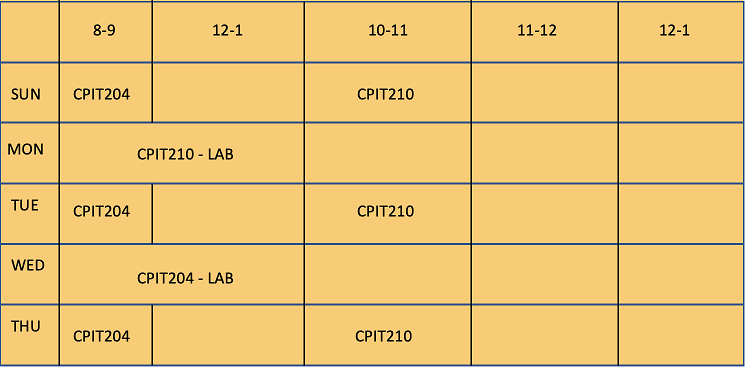 8-9 12-1 10-11 11-12 12-1
SUN CPIT204 CPIT210
MON CPIT210 - LAB
TUE CPIT204 CPIT210
WED CPIT204 - LAB
THU CPIT204 CPIT210